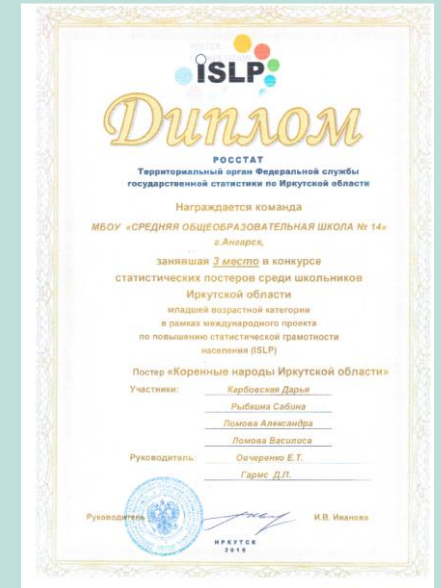 ISLP
Диплом
РОССТАТ
Территориальный орган Федеральной службы
государственной статистики по Иркутской области
Награждается команда
МБОУ «СРЕДНЯЯ ОБЩЕОБРАЗОВАТЕЛЬНАЯ ШКОЛА № 14»
г.Ангарск,
занявшая 3 место в конкурсе
статистических постеров среди школьников
Иркутской области
младшей возрастной категории
в рамках международного проекта
по повышению статистической грамотности
населения (ISLP)
Постер «Коренные народы Иркутской области»
Участники: Карбовская Дарья
Рыбкина Сабина
Ломова Александра
Ломова Василиса
Руководитель: Овчеренко Е.Т.
Гармс Д.П.
Руководитель И.В. Иванова
ИРКУТСК
2019